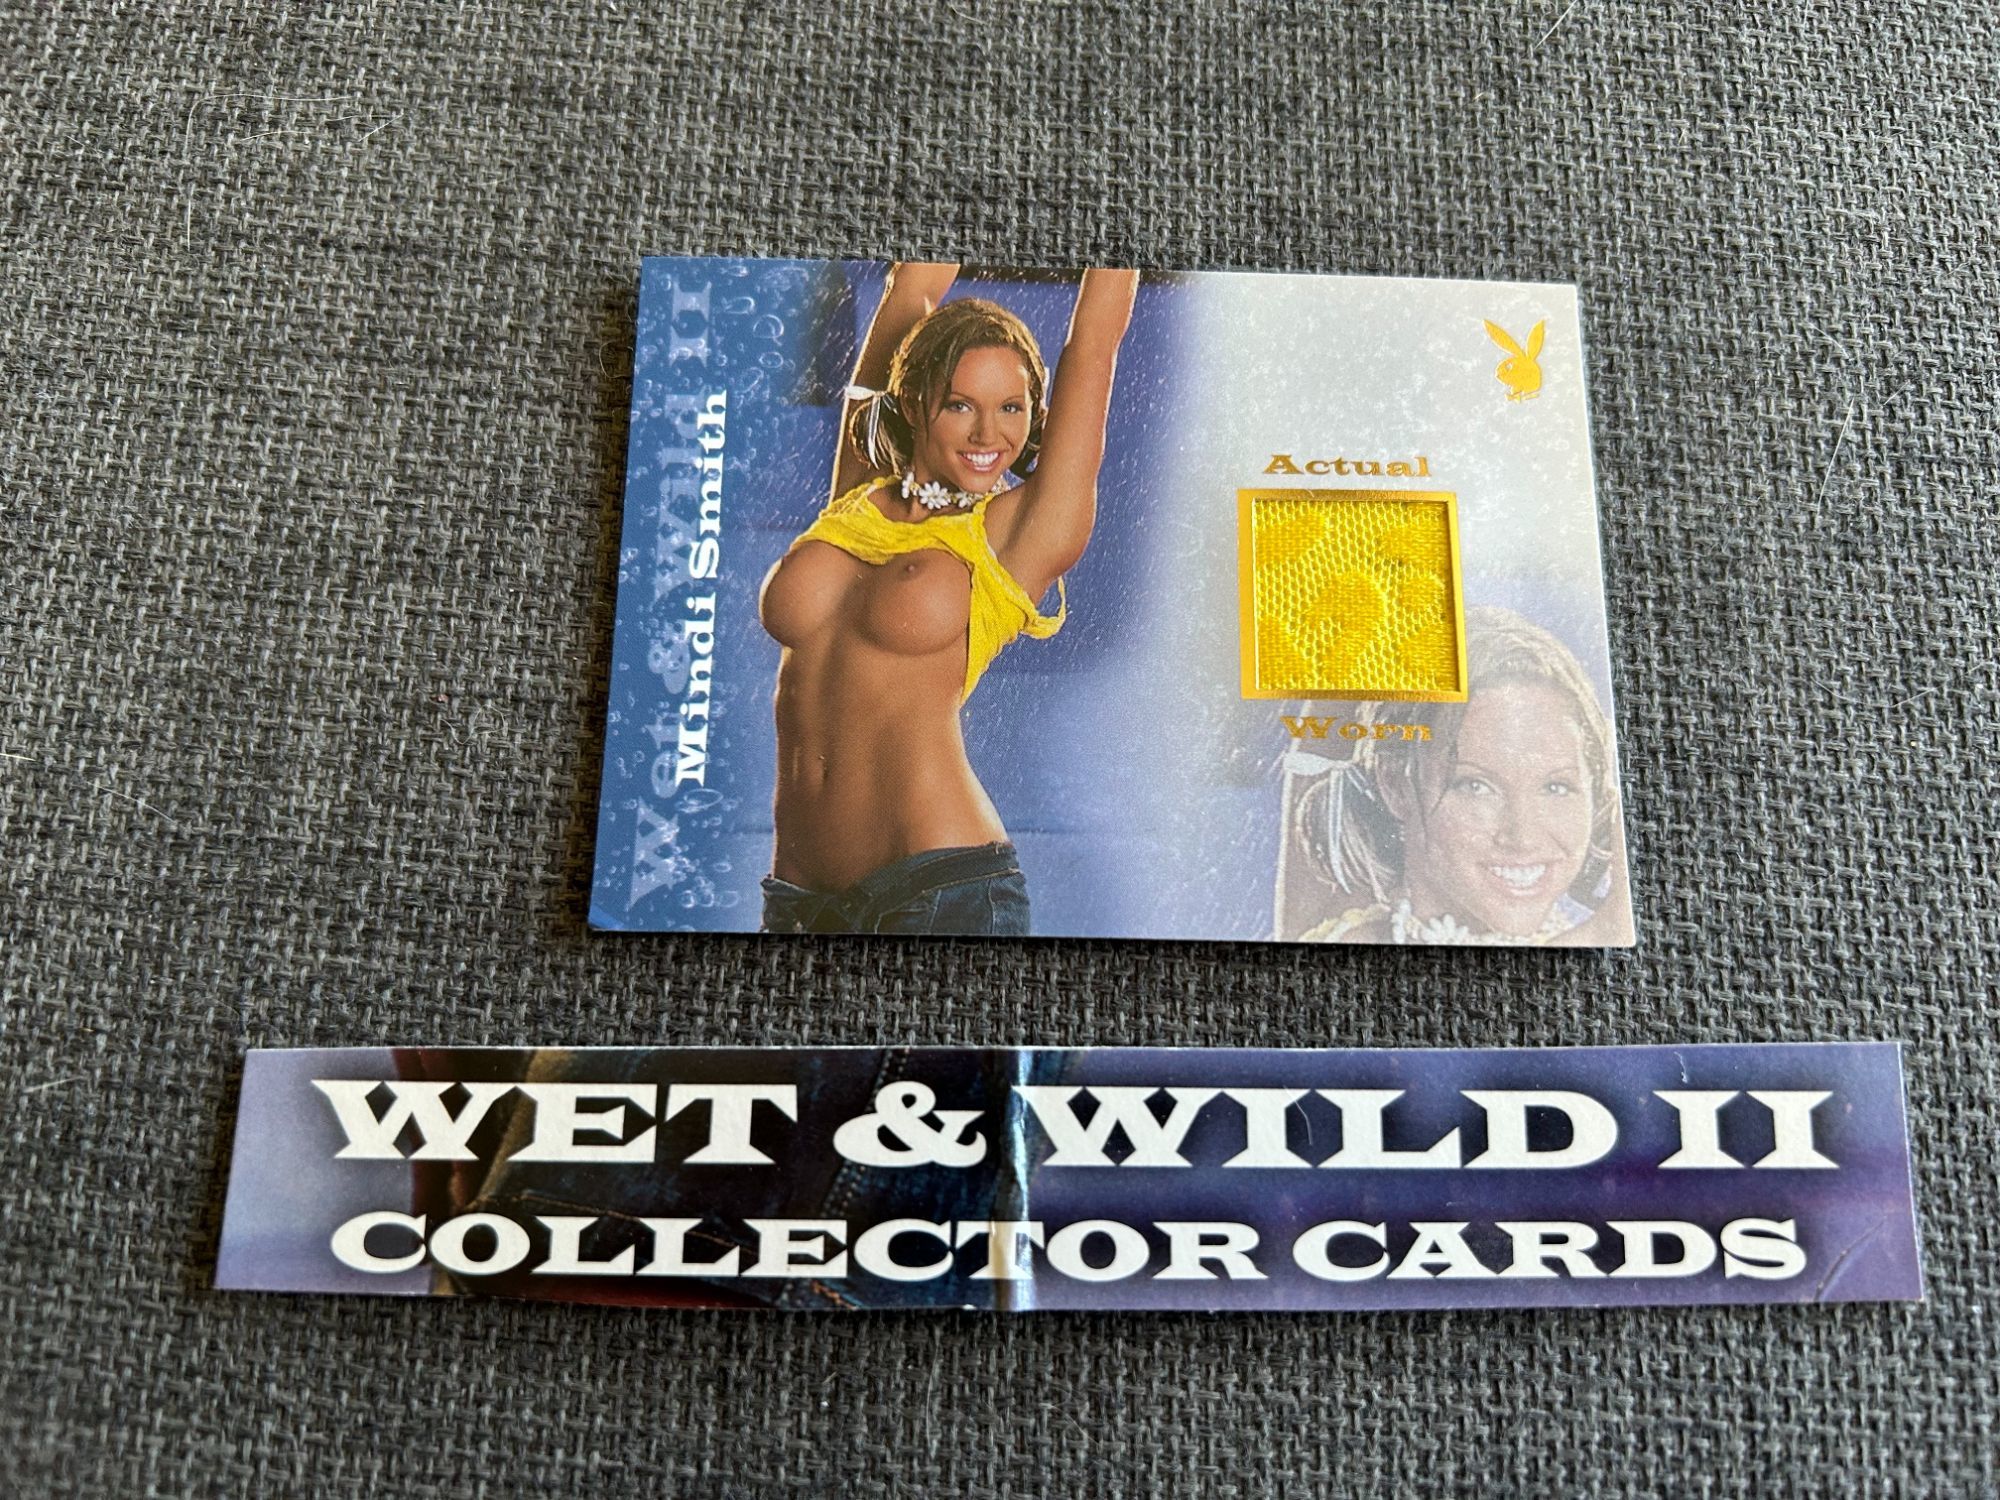 Wet & Wild II
Mindi Smith
Actual
Worn
WET & WILD II
COLLECTOR CARDS